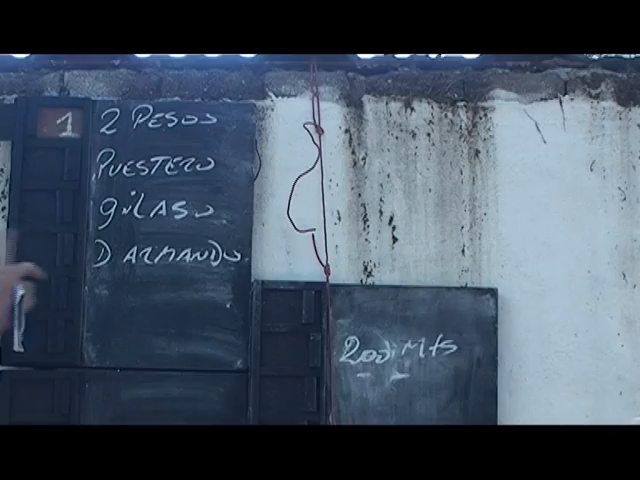 1
2 PESOS
PUESTERO
GILASO
D ARMANDO
200 Mts